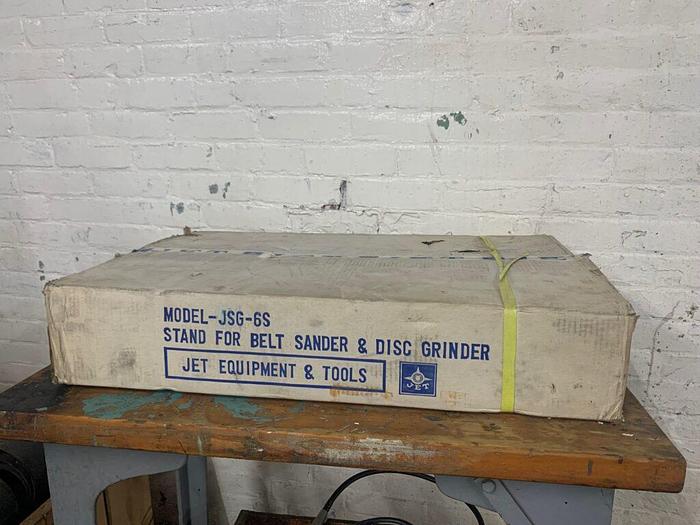 MODEL-JSG-6S
STAND FOR BELT SANDER & DISC GRINDER
JET EQUIPMENT & TOOLS
JET